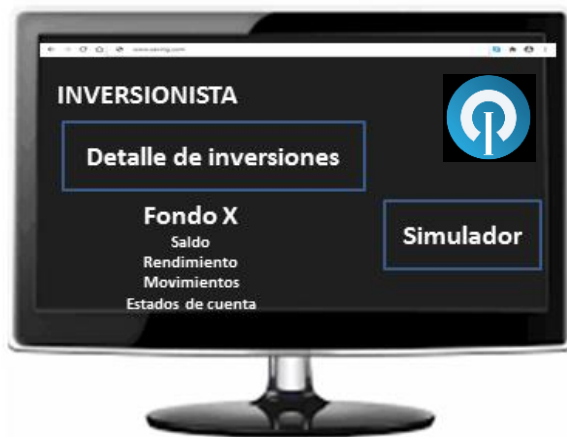 INVERSIONISTA
Detalle de inversiones
Fondo X
Saldo
Rendimiento
Movimientos
Estados de cuenta
Simulador